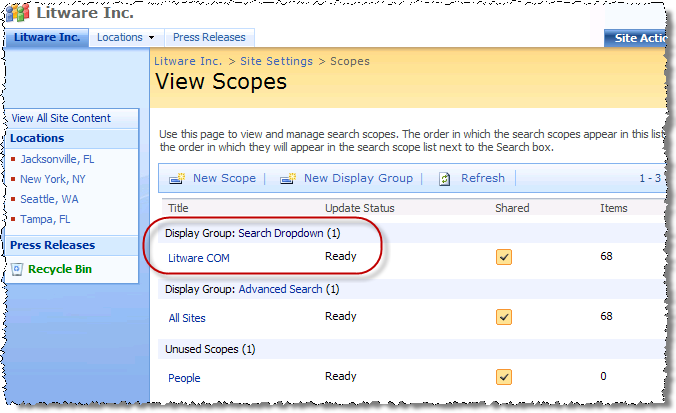 Litware Inc.
Litware Inc. Locations Press Releases Site Actio
Litware Inc. > Site Settings > Scopes
View Scopes
View All Site Content
Locations
Jacksonville, FL
New York, NY
Seattle, WA
Tampa, FL
Press Releases
Recycle Bin
Use this page to view and manage search scopes. The order in which the search scopes appear in this list
the order in which they will appear in the search scope list next to the Search box.
New Scope | New Display Group | Refresh | 1 - 3
Title Update Status Shared Items
Display Group: Search Dropdown (1)
Litware COM Ready 68
Display Group: Advanced Search (1)
All Sites Ready 68
Unused Scopes (1)
People Ready 0